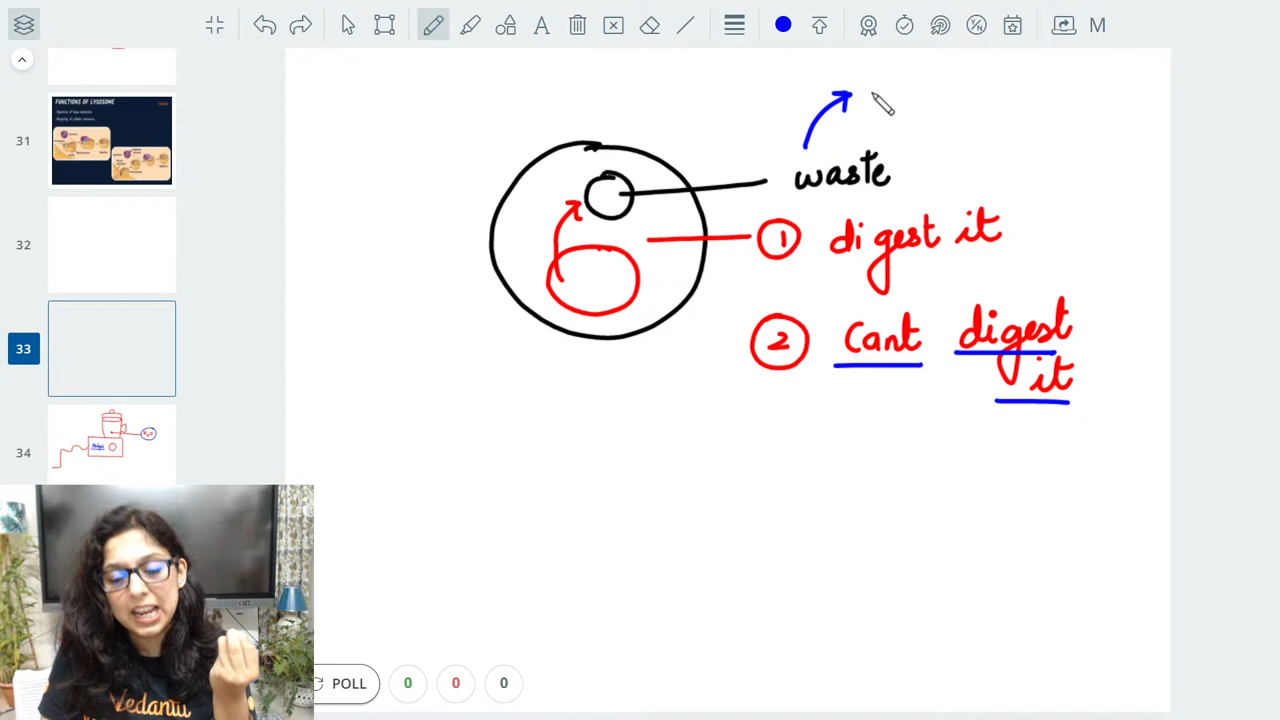 M
31
FUNCTIONS OF LYSOSOME
32
33
34
waste
1 digest it
2 Cant digest
it
POLL
0
0
0
Vedantu